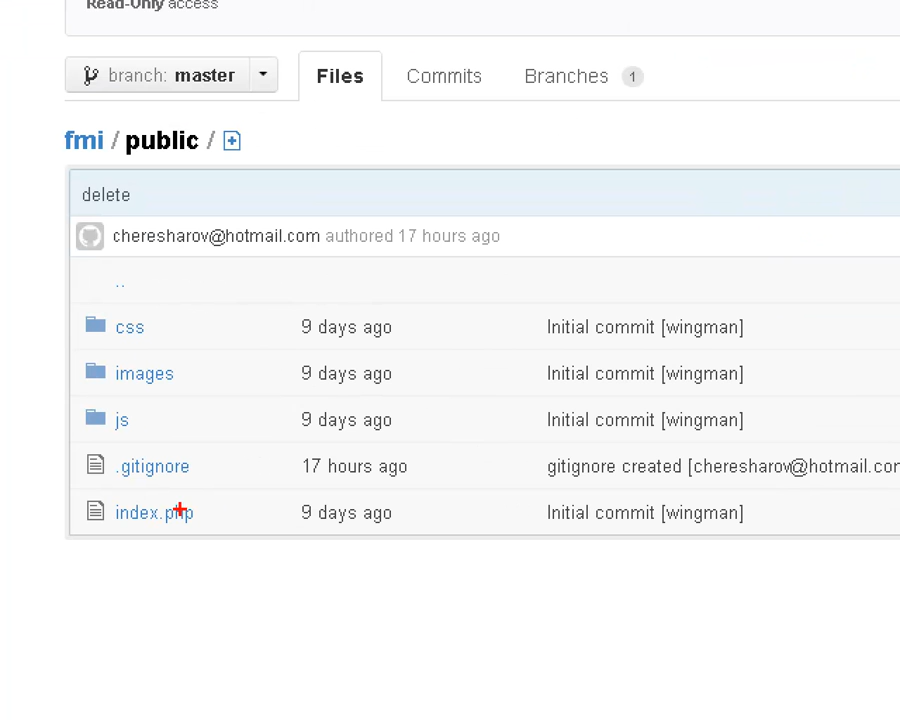 Read-Only access
branch: master
Files
Commits
Branches 1
fmi / public /
delete
cheresharov@hotmail.com authored 17 hours ago
..
css 9 days ago Initial commit [wingman]
images 9 days ago Initial commit [wingman]
js 9 days ago Initial commit [wingman]
.gitignore 17 hours ago gitignore created [cheresharov@hotmail.cor
index.php 9 days ago Initial commit [wingman]